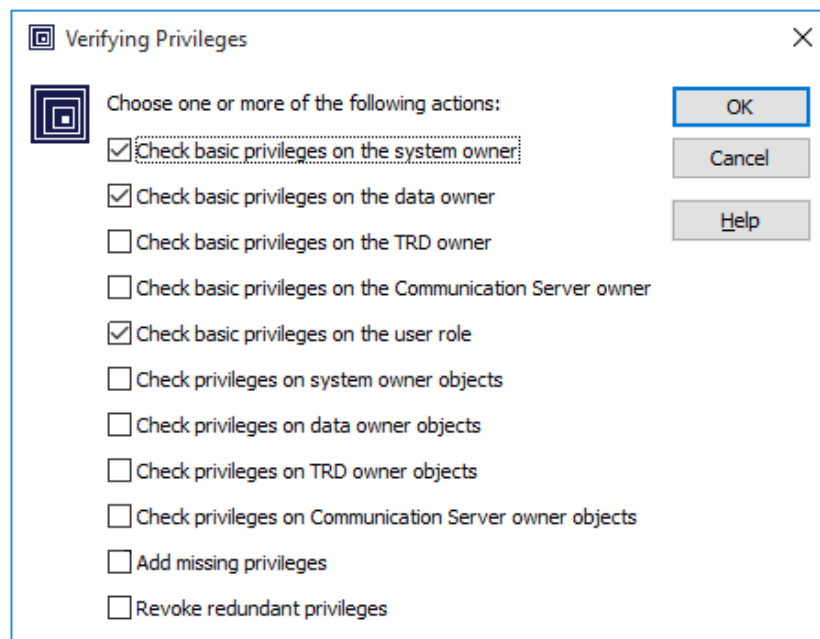 Verifying Privileges
Choose one or more of the following actions:
OK
Check basic privileges on the system owner
Cancel
Check basic privileges on the data owner
Help
Check basic privileges on the TRD owner
Check basic privileges on the Communication Server owner
Check basic privileges on the user role
Check privileges on system owner objects
Check privileges on data owner objects
Check privileges on TRD owner objects
Check privileges on Communication Server owner objects
Add missing privileges
Revoke redundant privileges